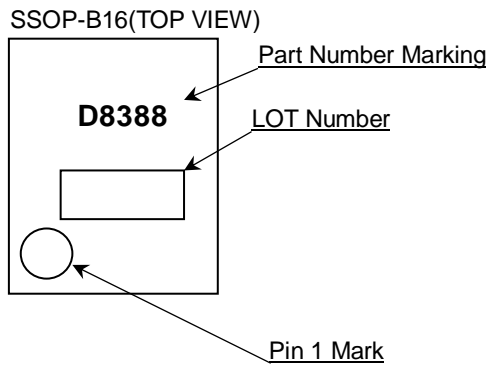 SSOP-B16(TOP VIEW)
Part Number Marking
D8388
LOT Number
Pin 1 Mark